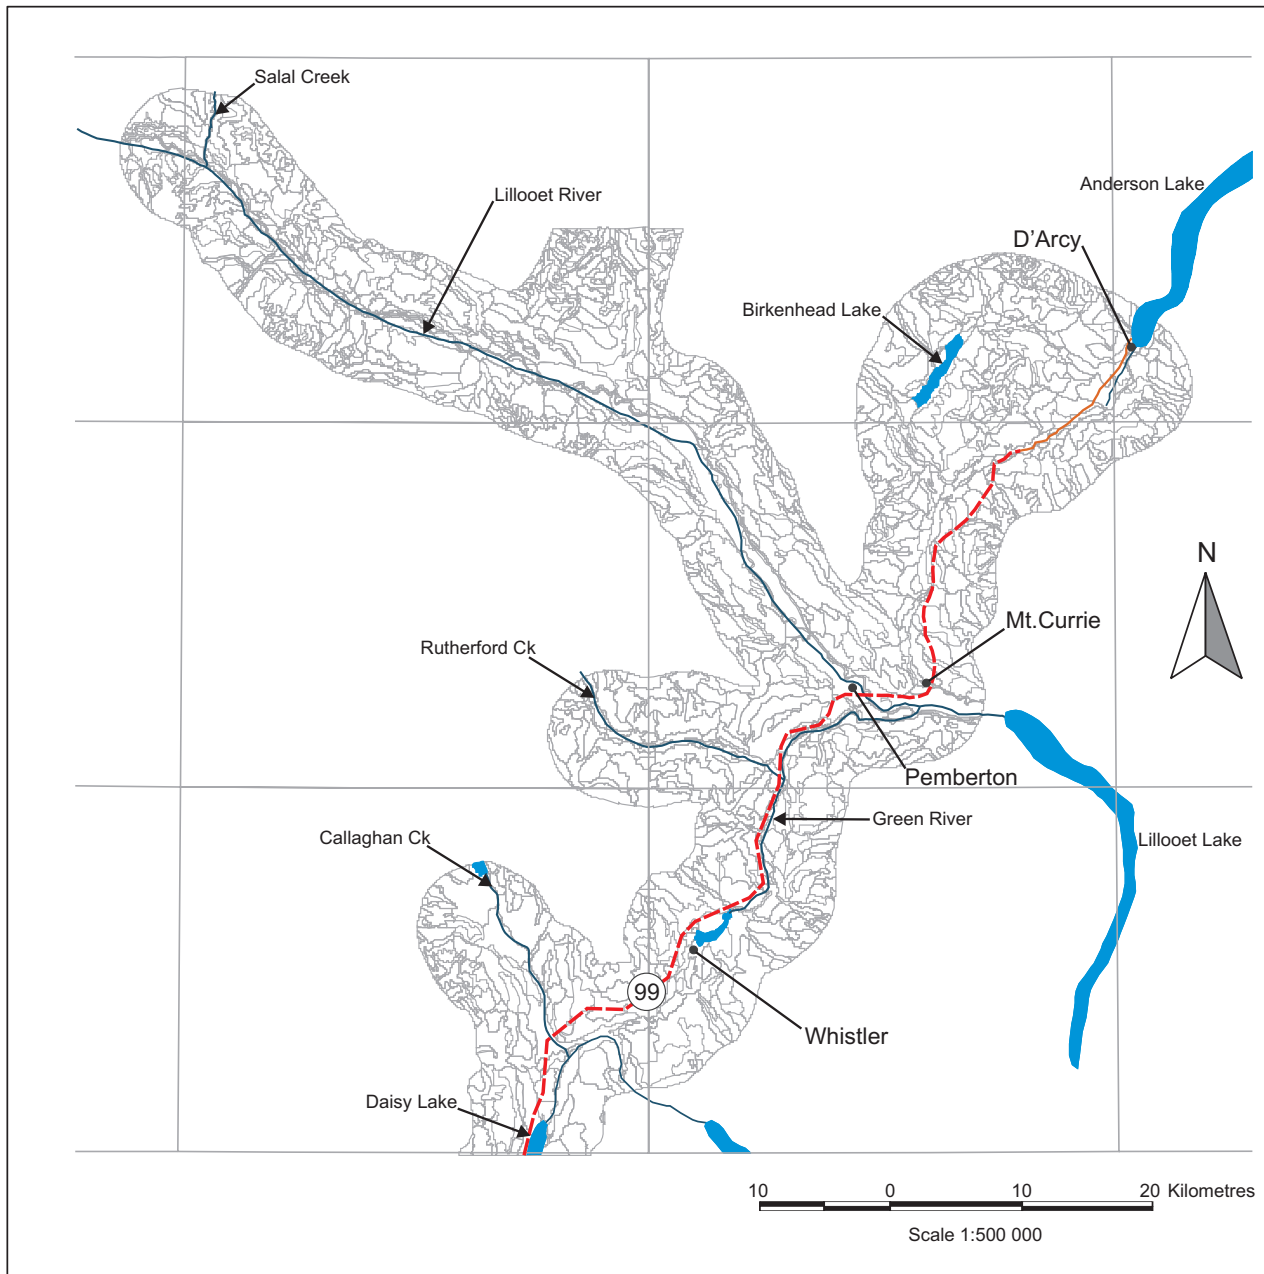 Salal Creek
Anderson Lake
Lillooet River
D'Arcy
Birkenhead Lake
N
Mt.Currie
Rutherford Ck
Pemberton
Green River
Callaghan Ck
Lillooet Lake
99
Whistler
Daisy Lake
10 0 10 20 Kilometres
Scale 1:500 000